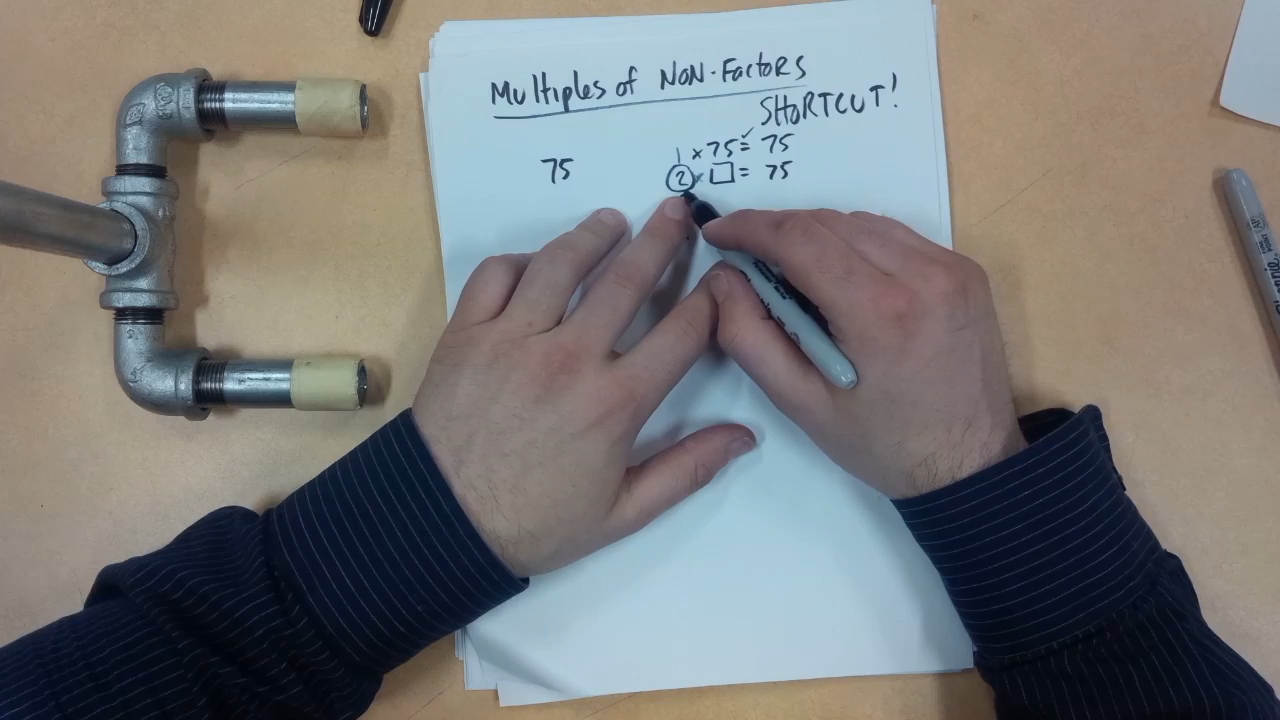 Multiples of NON-Factors
SHORTCUT!
1 x 75 = 75 ✓
75
2 x □ = 75